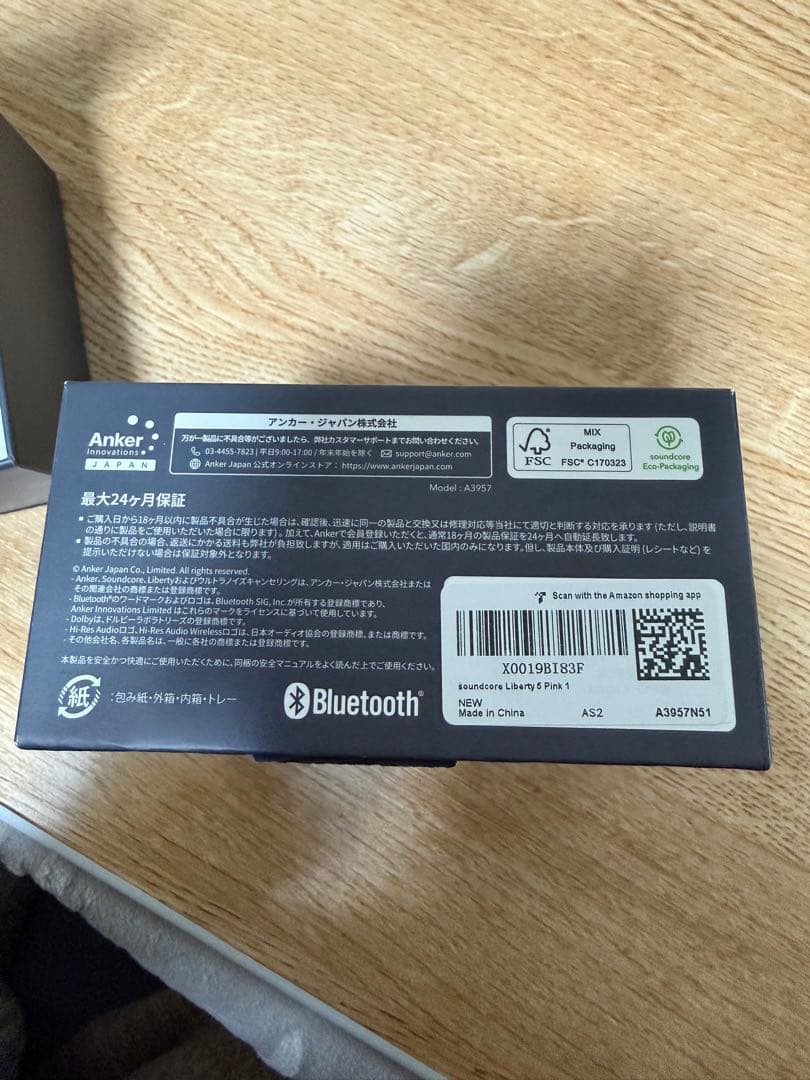 Anker
Innovations
JAPAN
アンカー・ジャパン株式会社
万が一製品に不具合等がございましたら、弊社カスタマーサポートまでお問い合わせください。
03-4455-7823 | 平日9:00-17:00 / 年末年始を除く support@anker.com
Anker Japan 公式オンラインストア： https://www.ankerjapan.com
FSC
MIX
Packaging
FSC® C170323
soundcore
Eco-Packaging
Model : A3957
最大24ヶ月保証
▪ ご購入日から18ヶ月以内に製品不具合が生じた場合は、確認後、迅速に同一の製品と交換又は修理対応等当社にて適切と判断する対応を承ります（ただし、説明書
の通りに製品をご使用いただいた場合に限ります）。加えて、Ankerで会員登録いただくと、通常18ヶ月の製品保証を24ヶ月へ自動延長致します。
▪ 製品の不具合の場合、返送にかかる送料も弊社が負担致しますが、適用はご購入いただいた国内のみになります。但し、製品本体及び購入証明（レシートなど）を
提示いただけない場合は保証対象外となります。
© Anker Japan Co., Limited. All rights reserved.
- Anker、Soundcore、Libertyおよびウルトラノイズキャンセリングは、アンカー・ジャパン株式会社または
その関連会社の商標または登録商標です。
- Bluetooth®のワードマークおよびロゴは、Bluetooth SIG, Inc.が所有する登録商標であり、
Anker Innovations Limited はこれらのマークをライセンスに基づいて使用しています。
- Dolbyは、ドルビーラボラトリーズの登録商標です。
- Hi-Res Audioロゴ、Hi-Res Audio Wirelessロゴは、日本オーディオ協会の登録商標、または商標です。
- その他会社名、各製品名は、一般に各社の商標または登録商標です。
本製品を安全かつ快適にご使用いただくために、同梱の安全マニュアルをよく読んだ上でご使用ください。
紙
：包み紙・外箱・内箱・トレー
Bluetooth®
Scan with the Amazon shopping app
X0019BI83F
soundcore Liberty 5 Pink 1
NEW
Made in China AS2 A3957N51